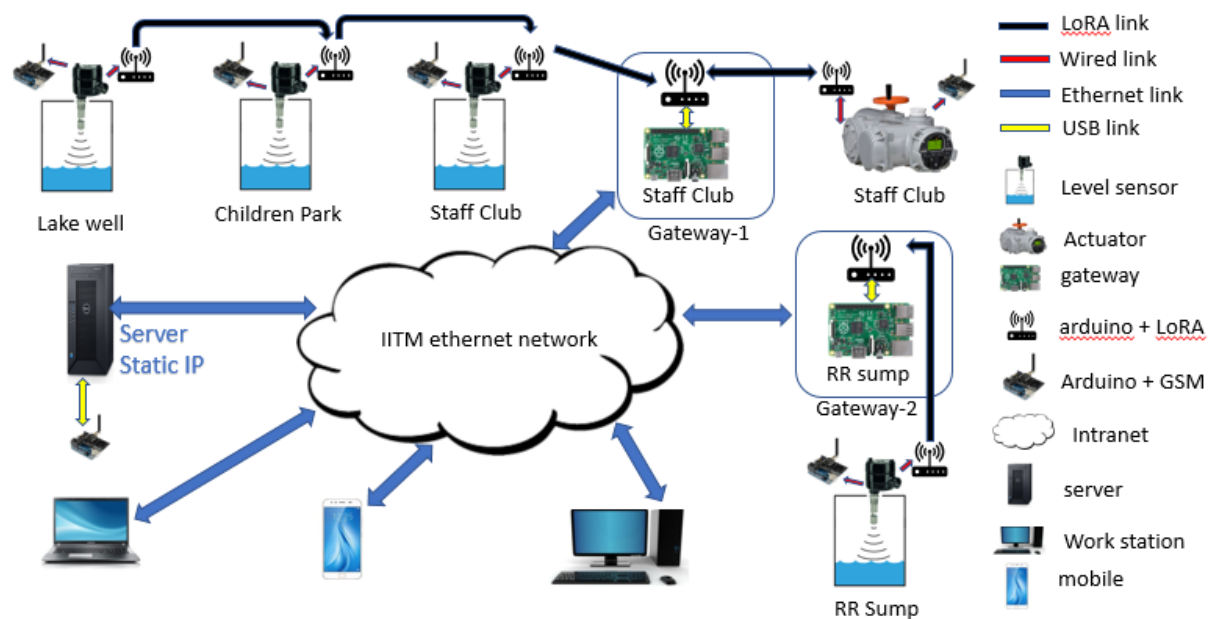 LoRA link
Wired link
Ethernet link
USB link
Staff Club
Staff Club
Level sensor
Lake well
Children Park
Staff Club
Gateway-1
Actuator
gateway
Server
Static IP
IITM ethernet network
arduino + LoRA
RR sump
Arduino + GSM
Gateway-2
Intranet
server
Work station
mobile
RR Sump